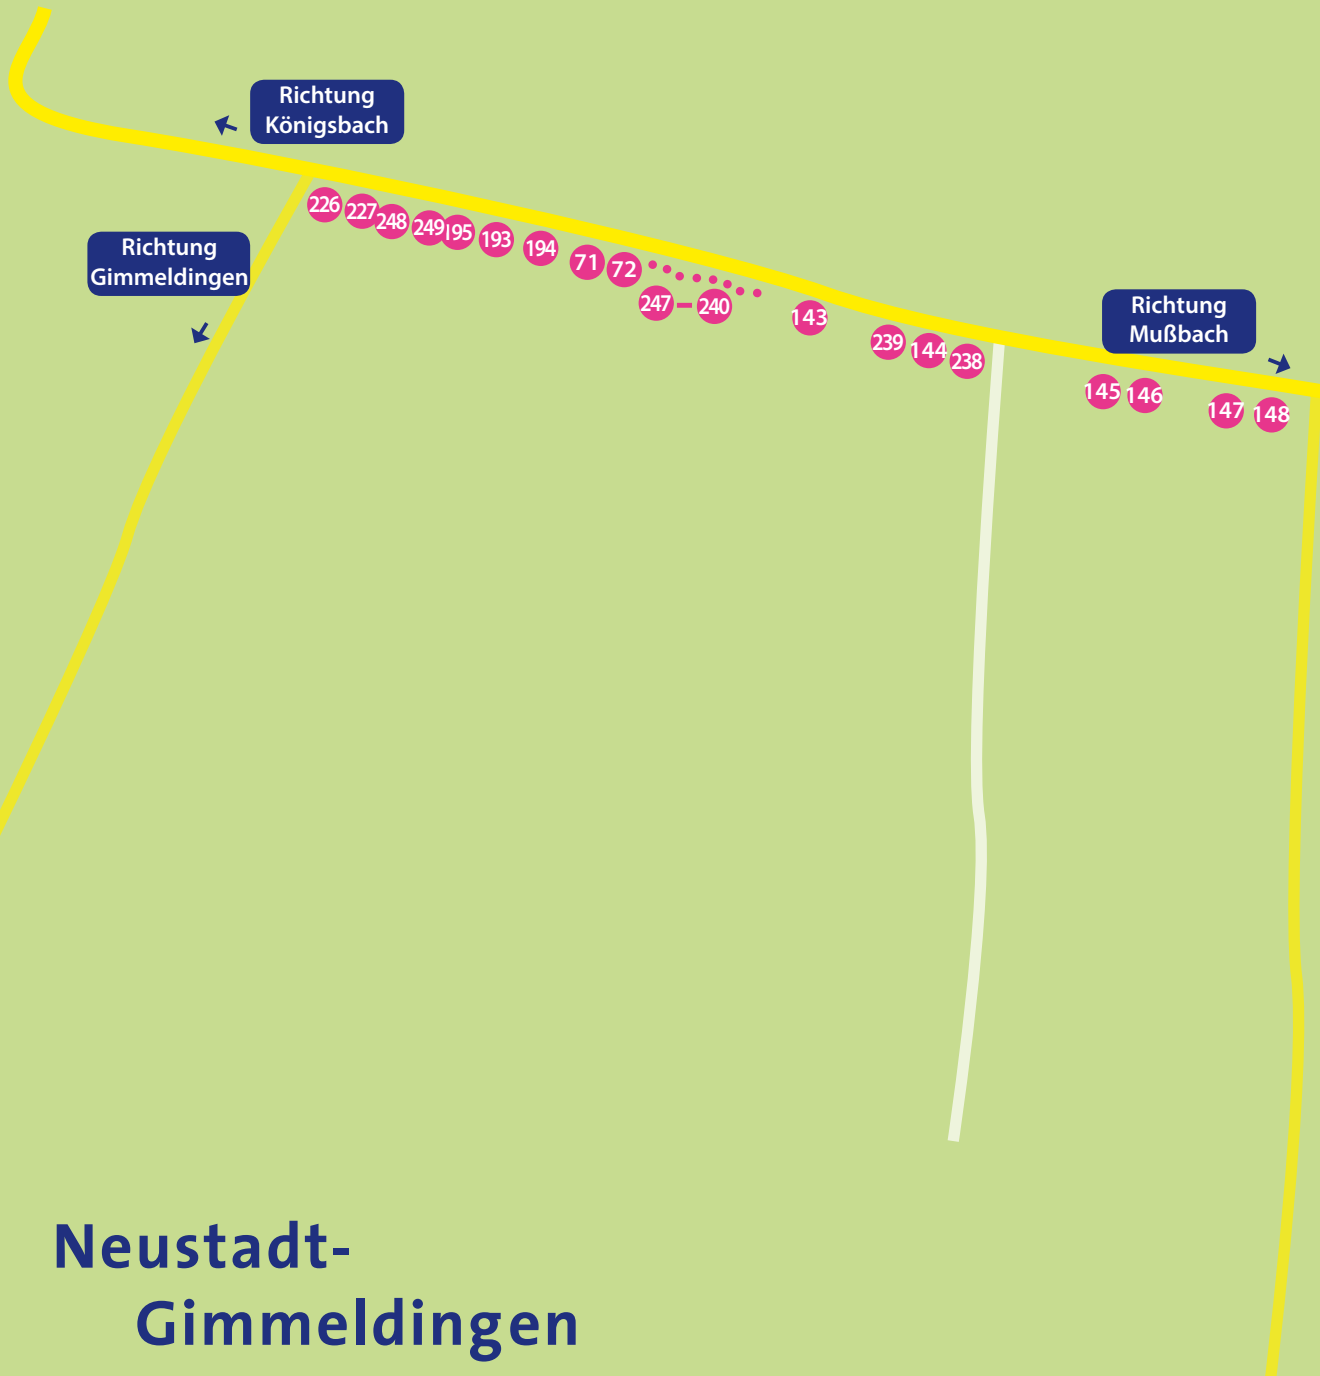 Richtung
Königsbach
Richtung
Gimmeldingen
226
227
248
249
195
193
194
71
72
247 – 240
143
239
144
238
Richtung
Mußbach
145
146
147
148
Neustadt-
Gimmeldingen